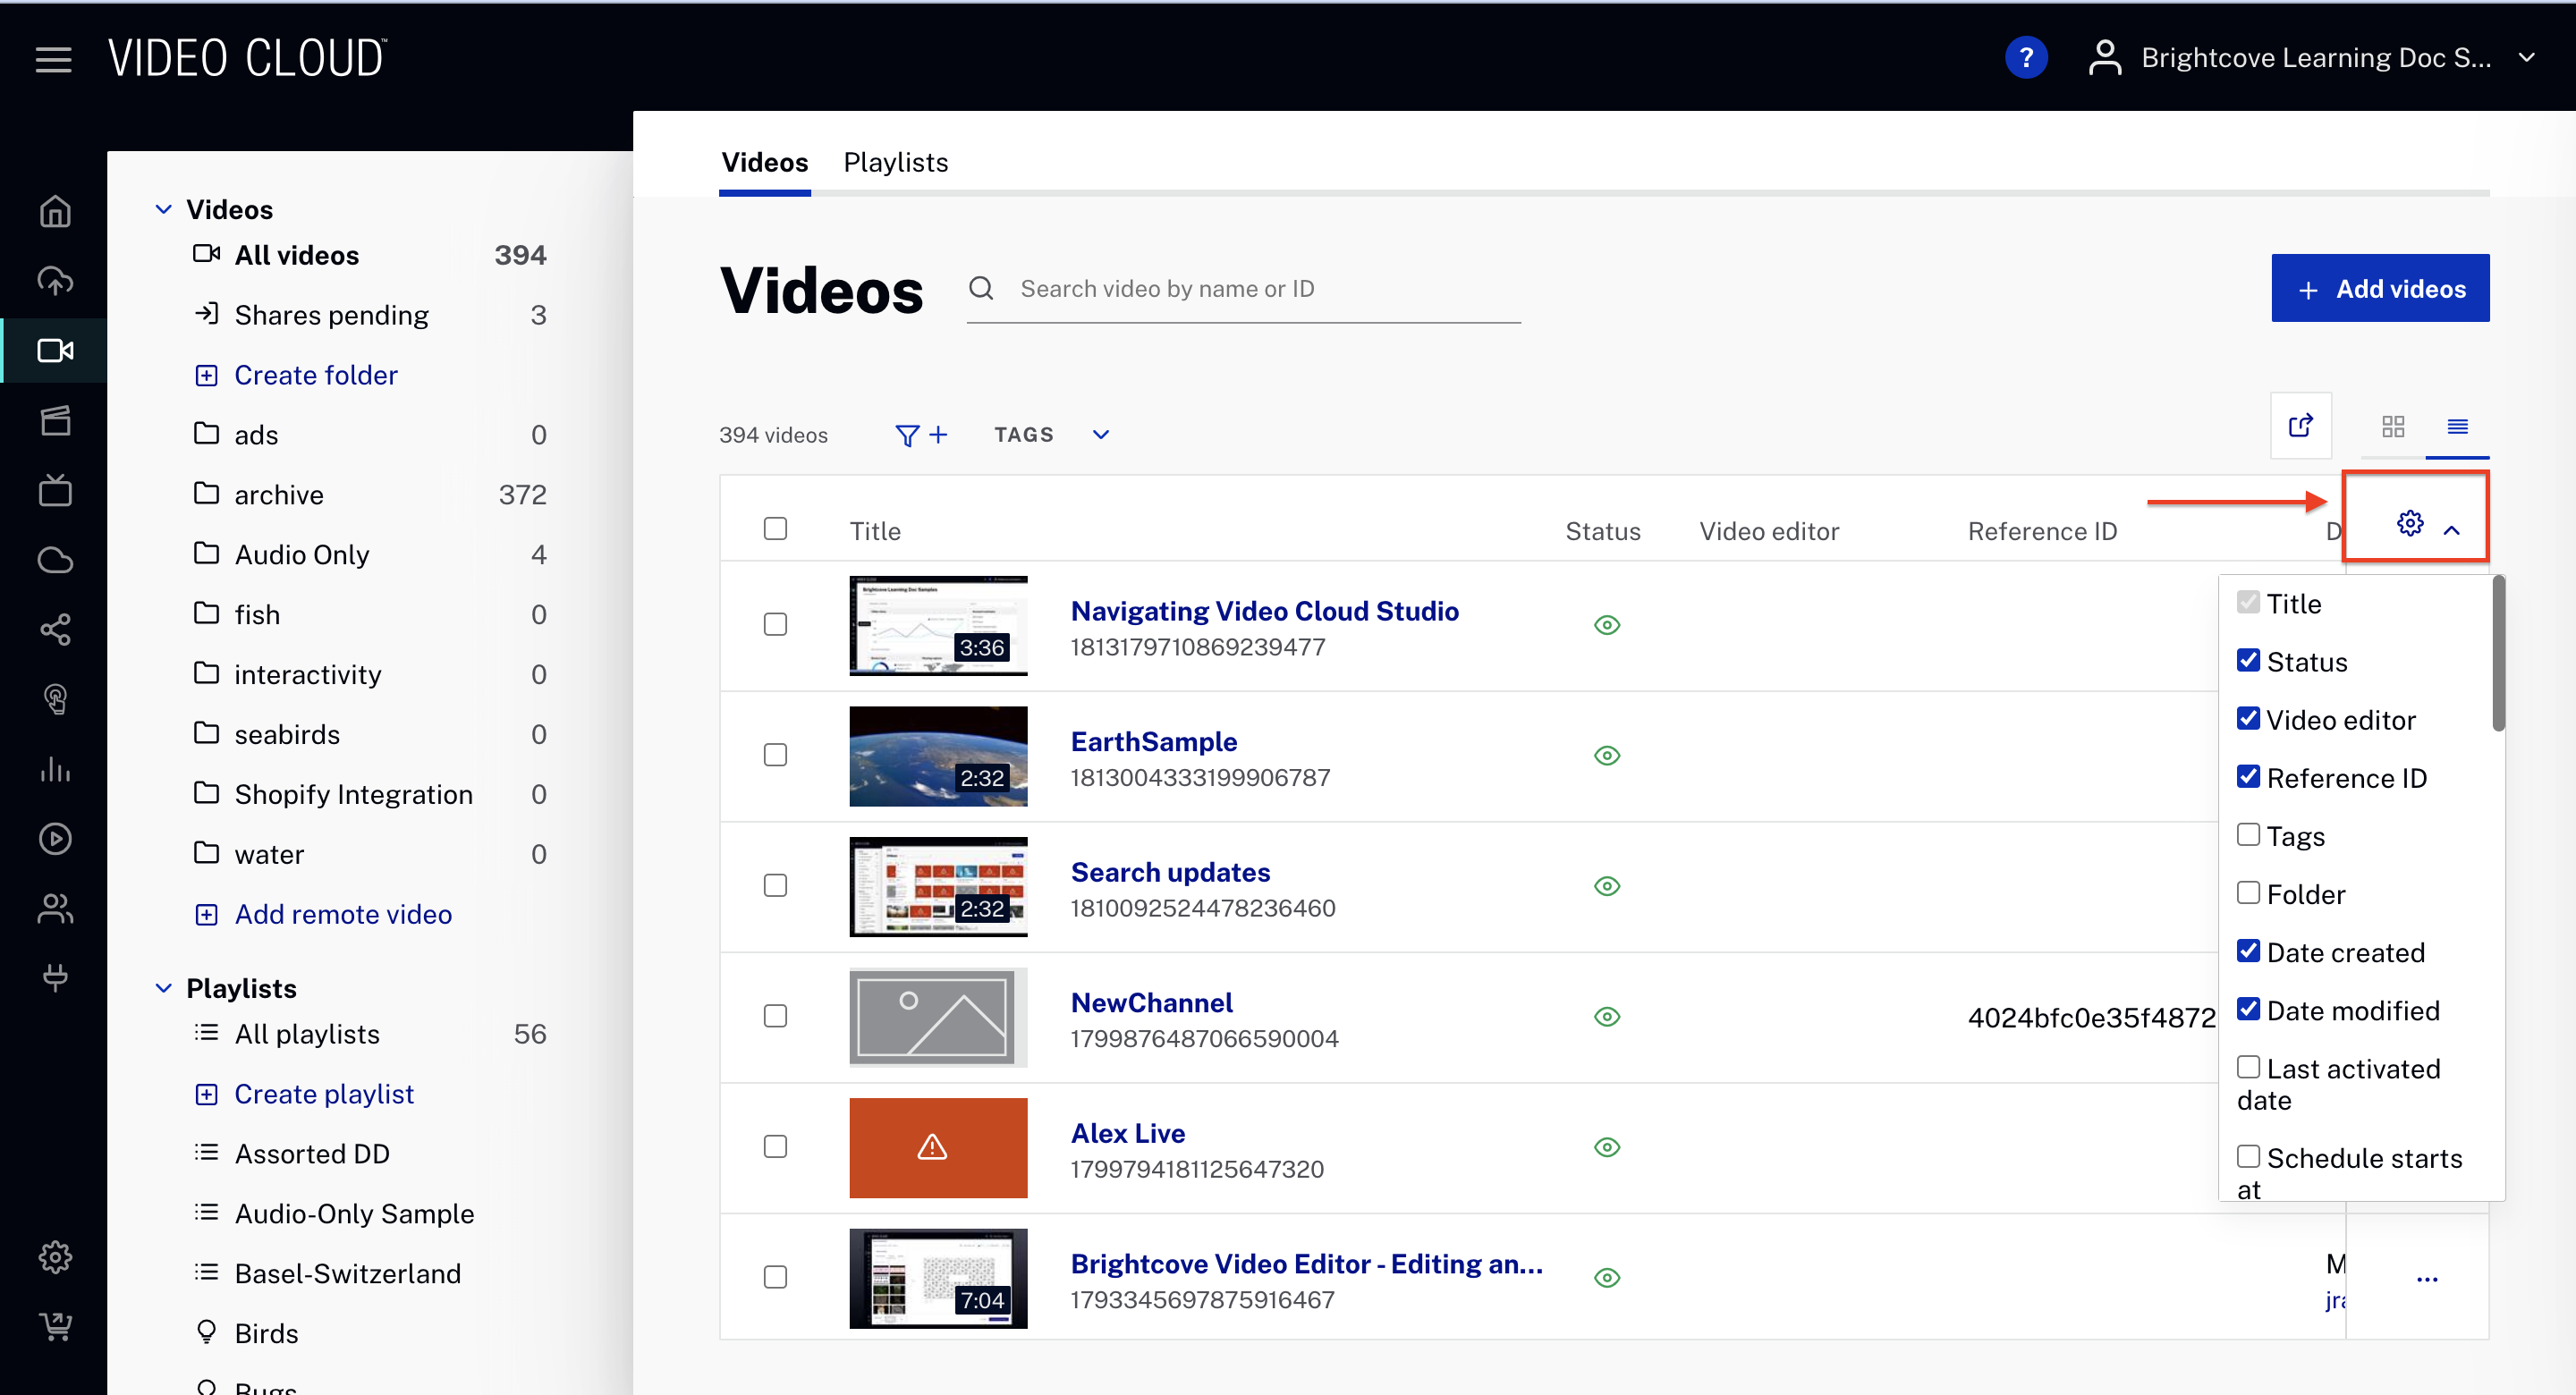 VIDEO CLOUD™
?
Brightcove Learning Doc S...
Videos
All videos 394
Shares pending 3
Create folder
ads 0
archive 372
Audio Only 4
fish 0
interactivity 0
seabirds 0
Shopify Integration 0
water 0
Add remote video
Playlists
All playlists 56
Create playlist
Assorted DD
Audio-Only Sample
Basel-Switzerland
Birds
Bugs
Videos Playlists
Videos
Search video by name or ID
+ Add videos
394 videos
TAGS
Title Status Video editor Reference ID D
Navigating Video Cloud Studio
1813179710869239477
3:36
EarthSample
1813004333199906787
2:32
Search updates
1810092524478236460
2:32
NewChannel
1799876487066590004
4024bfc0e35f4872
Alex Live
1799794181125647320
Brightcove Video Editor - Editing an...
1793345697875916467
7:04
M
jra
...
Title
Status
Video editor
Reference ID
Tags
Folder
Date created
Date modified
Last activated
date
Schedule starts
at